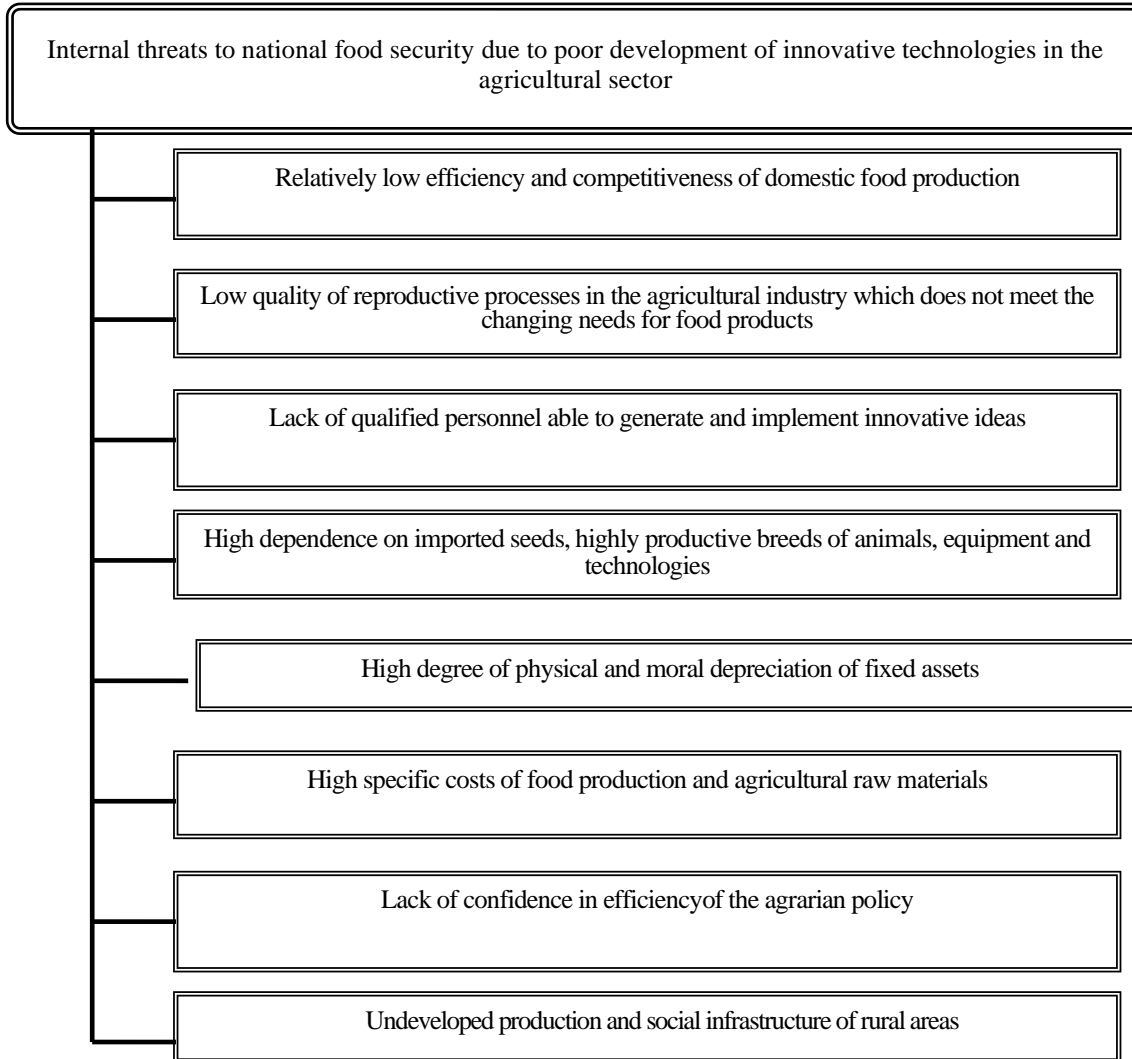 Internal threats to national food security due to poor development of innovative technologies in the
agricultural sector
Relatively low efficiency and competitiveness of domestic food production
Low quality of reproductive processes in the agricultural industry which does not meet the
changing needs for food products
Lack of qualified personnel able to generate and implement innovative ideas
High dependence on imported seeds, highly productive breeds of animals, equipment and
technologies
High degree of physical and moral depreciation of fixed assets
High specific costs of food production and agricultural raw materials
Lack of confidence in efficiencyof the agrarian policy
Undeveloped production and social infrastructure of rural areas